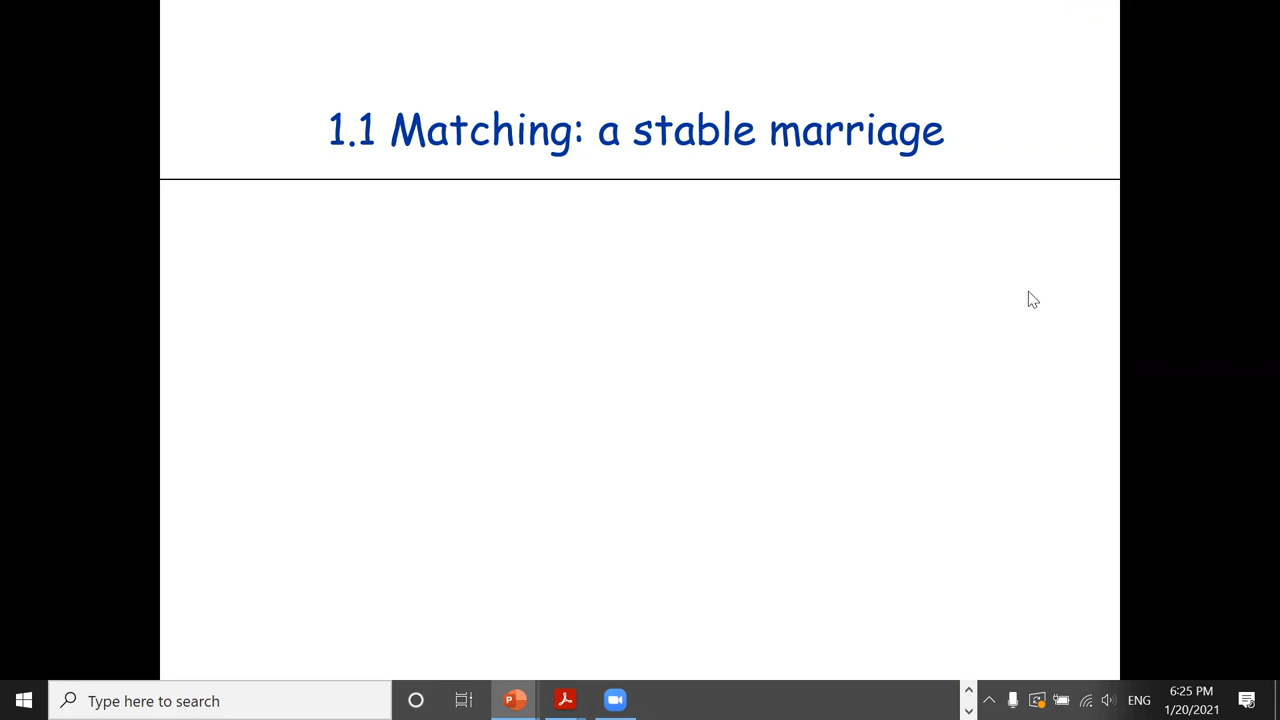 1.1 Matching: a stable marriage
Type here to search
ENG
6:25 PM
1/20/2021